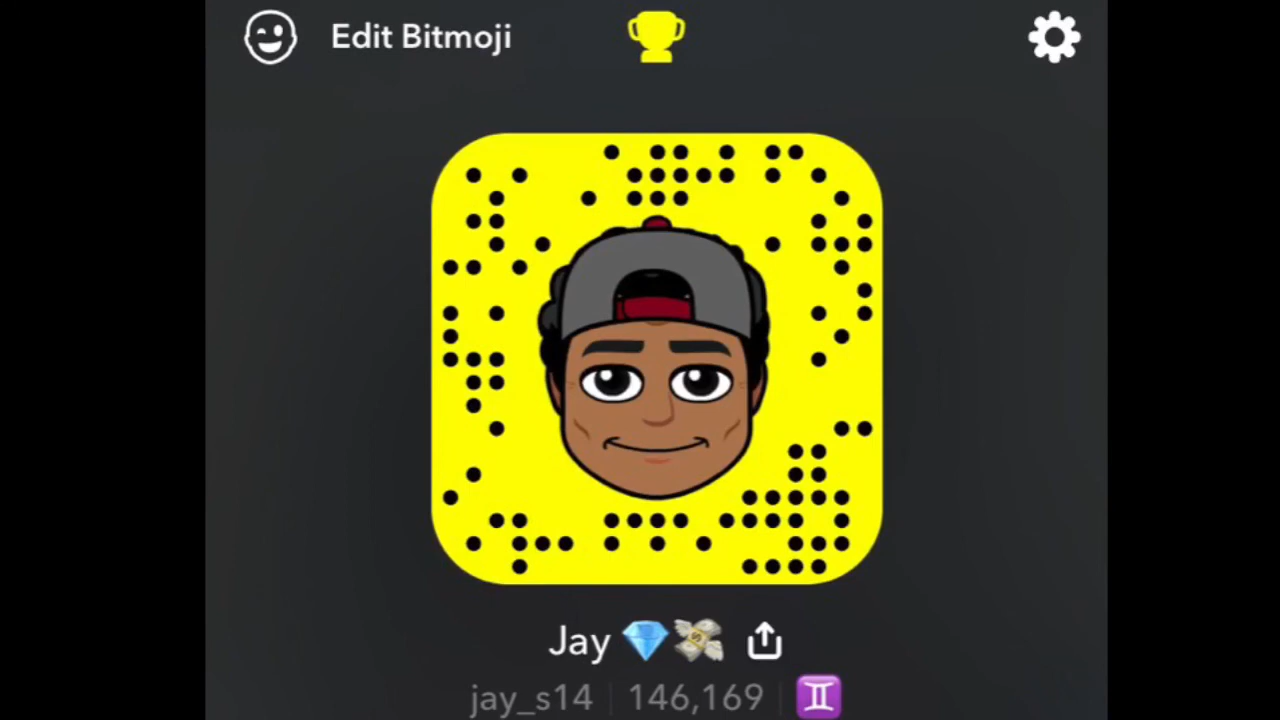 Edit Bitmoji
Jay 💎💸
jay_s14 | 146,169 | ♊